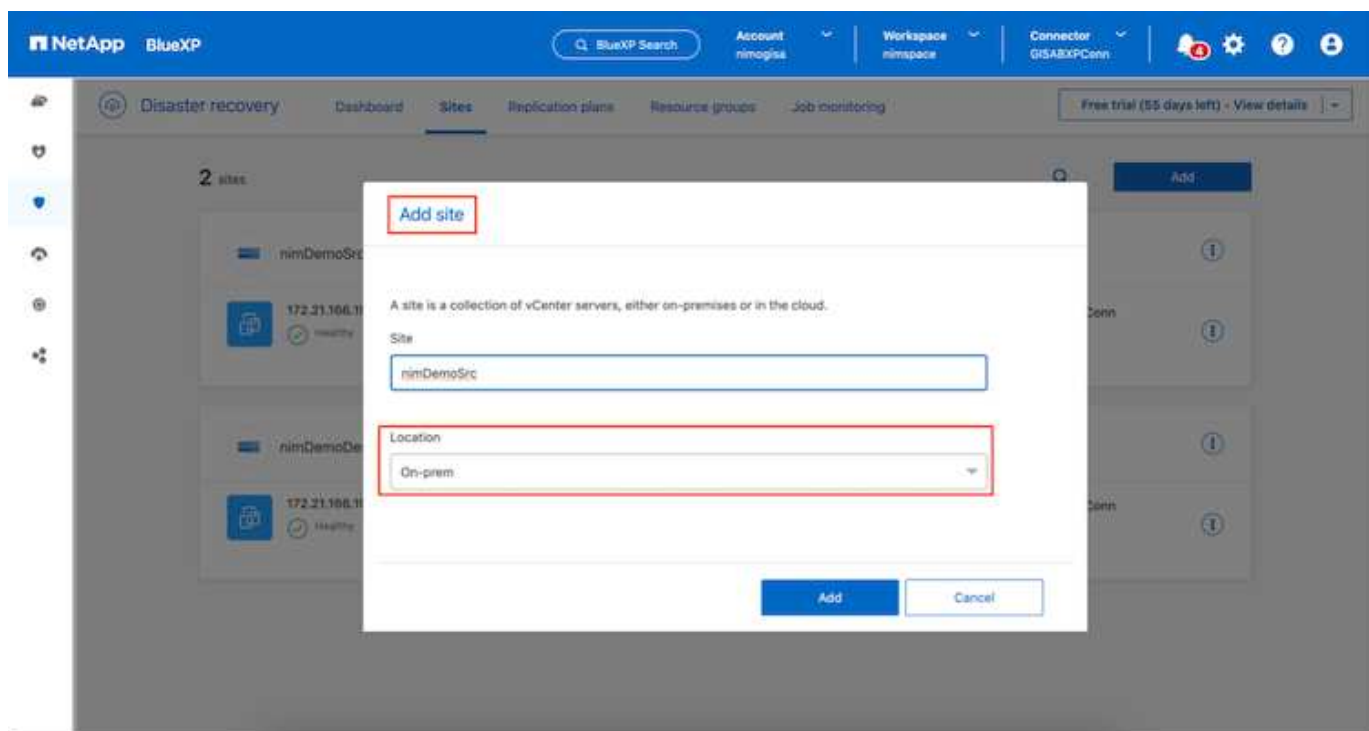 NetApp BlueXP
BlueXP Search
Account
nimogisa
Workspace
nimspace
Connector
GISABXPConn
4
Disaster recovery
Dashboard
Sites
Replication plans
Resource groups
Job monitoring
Free trial (55 days left) - View details
2 sites
Add
Add site
nimDemoSrc
A site is a collection of vCenter servers, either on-premises or in the cloud.
172.21.166.1
Conn
Healthy
Site
nimDemoSrc
Location
nimDemoDe
On-prem
172.21.166.1
Conn
Healthy
Add
Cancel